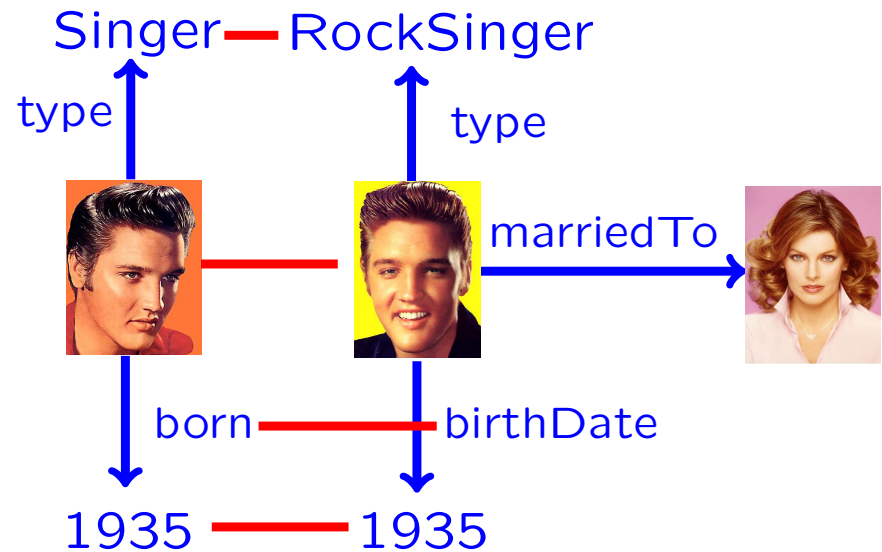 Singer RockSinger
type type
marriedTo
born birthDate
1935 1935